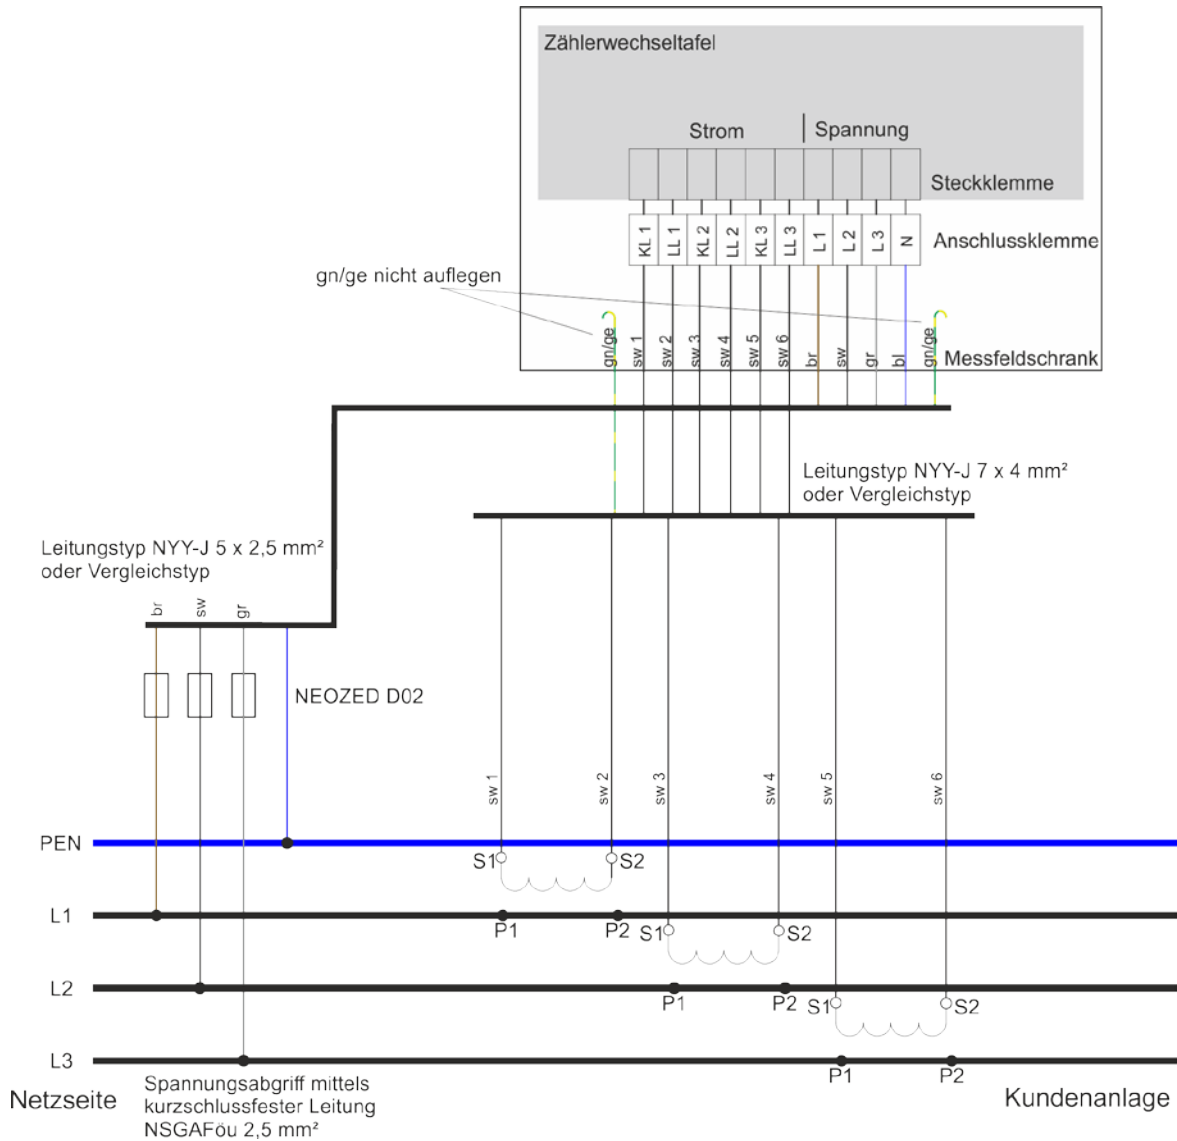 Zählerwechseltafel
Strom | Spannung
Steckklemme
KL 1 LL 1 KL 2 LL 2 KL 3 LL 3 L 1 L 2 L 3 N
Anschlussklemme
gn/ge nicht auflegen
gn/ge sw 1 sw 2 sw 3 sw 4 sw 5 sw 6 br sw gr bl gn/ge
Messfeldschrank
Leitungstyp NYY-J 7 x 4 mm²
oder Vergleichstyp
Leitungstyp NYY-J 5 x 2,5 mm²
oder Vergleichstyp
br sw gr
NEOZED D02
sw 1 sw 2 sw 3 sw 4 sw 5 sw 6
PEN
S1 S2
L1
P1 P2 S1 S2
L2
P1 P2 S1 S2
L3
P1 P2
Netzseite
Spannungsabgriff mittels
kurzschlussfester Leitung
NSGAFöu 2,5 mm²
Kundenanlage